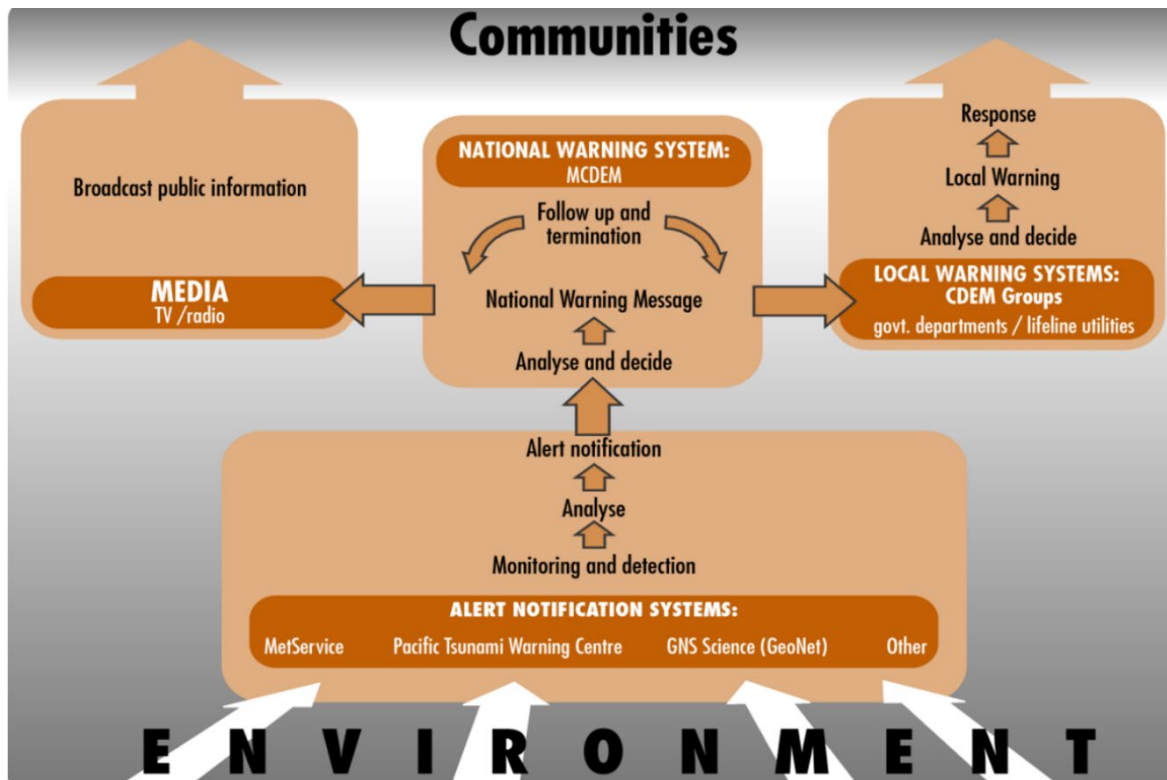 Communities
Broadcast public information
MEDIA
TV /radio
NATIONAL WARNING SYSTEM:
MCDEM
Follow up and
termination
National Warning Message
Analyse and decide
Response
Local Warning
Analyse and decide
LOCAL WARNING SYSTEMS:
CDEM Groups
govt. departments / lifeline utilities
Alert notification
Analyse
Monitoring and detection
ALERT NOTIFICATION SYSTEMS:
MetService Pacific Tsunami Warning Centre GNS Science (GeoNet) Other
ENVIRONMENT